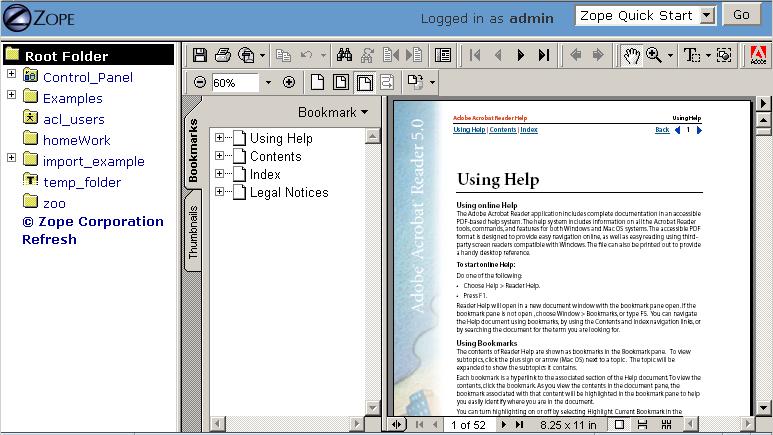 ZOPE
Logged in as admin
Zope Quick Start
Go
Root Folder
Control_Panel
Examples
acl_users
homeWork
import_example
temp_folder
zoo
© Zope Corporation
Refresh
60%
Adobe
Bookmarks
Thumbnails
Bookmark
Using Help
Contents
Index
Legal Notices
Adobe Acrobat Reader 5.0
Adobe Acrobat Reader Help
Using Help
Using Help | Contents | Index
Back 1
Using Help
Using online Help
The Adobe Acrobat Reader application includes complete documentation in an accessible
PDF-based help system. The help system includes information on all the Acrobat Reader
tools, commands, and features for both Windows and Mac OS systems. The accessible PDF
format is designed to provide easy navigation online, as well as easy reading using third-
party screen readers compatible with Windows. The file can also be printed out to provide
a handy desktop reference.
To start online Help:
Do one of the following:
• Choose Help > Reader Help.
• Press F1.
Reader Help will open in a new document window with the bookmark pane open. If the
bookmark pane is not open , choose Window > Bookmarks, or type F5. You can navigate
the Help document using bookmarks, by using the Contents and Index navigation links, or
by searching the document for the term you are looking for.
Using Bookmarks
The contents of Reader Help are shown as bookmarks in the Bookmark pane. To view
subtopics, click the plus sign or arrow (Mac OS) next to a topic. The topic will be
expanded to show the subtopics it contains.
Each bookmark is a hyperlink to the associated section of the Help document. To view the
contents, click the bookmark. As you view the contents in the document pane, the
bookmark associated with that content will be highlighted in the bookmark pane to help
you easily identify where you are in the document.
You can turn highlighting on or off by selecting Highlight Current Bookmark in the
1 of 52
8.25 x 11 in